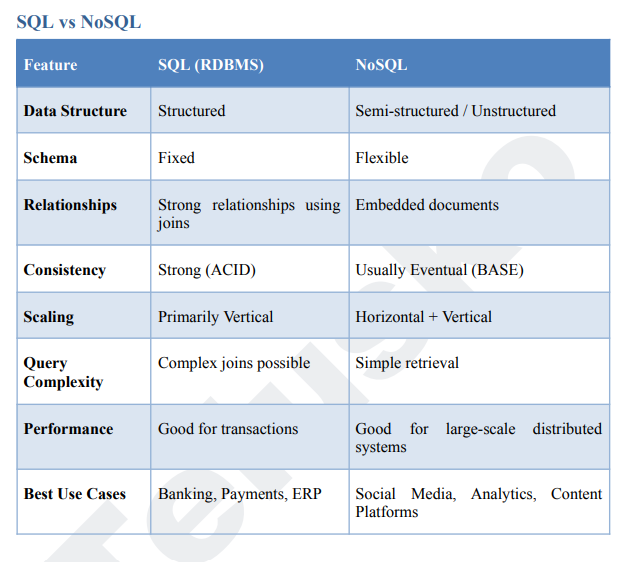 SQL vs NoSQL
Feature SQL (RDBMS) NoSQL
Data Structure Structured Semi-structured / Unstructured
Schema Fixed Flexible
Relationships Strong relationships using Embedded documents
joins
Consistency Strong (ACID) Usually Eventual (BASE)
Scaling Primarily Vertical Horizontal + Vertical
Query Complex joins possible Simple retrieval
Complexity
Performance Good for transactions Good for large-scale distributed
systems
Best Use Cases Banking, Payments, ERP Social Media, Analytics, Content
Platforms